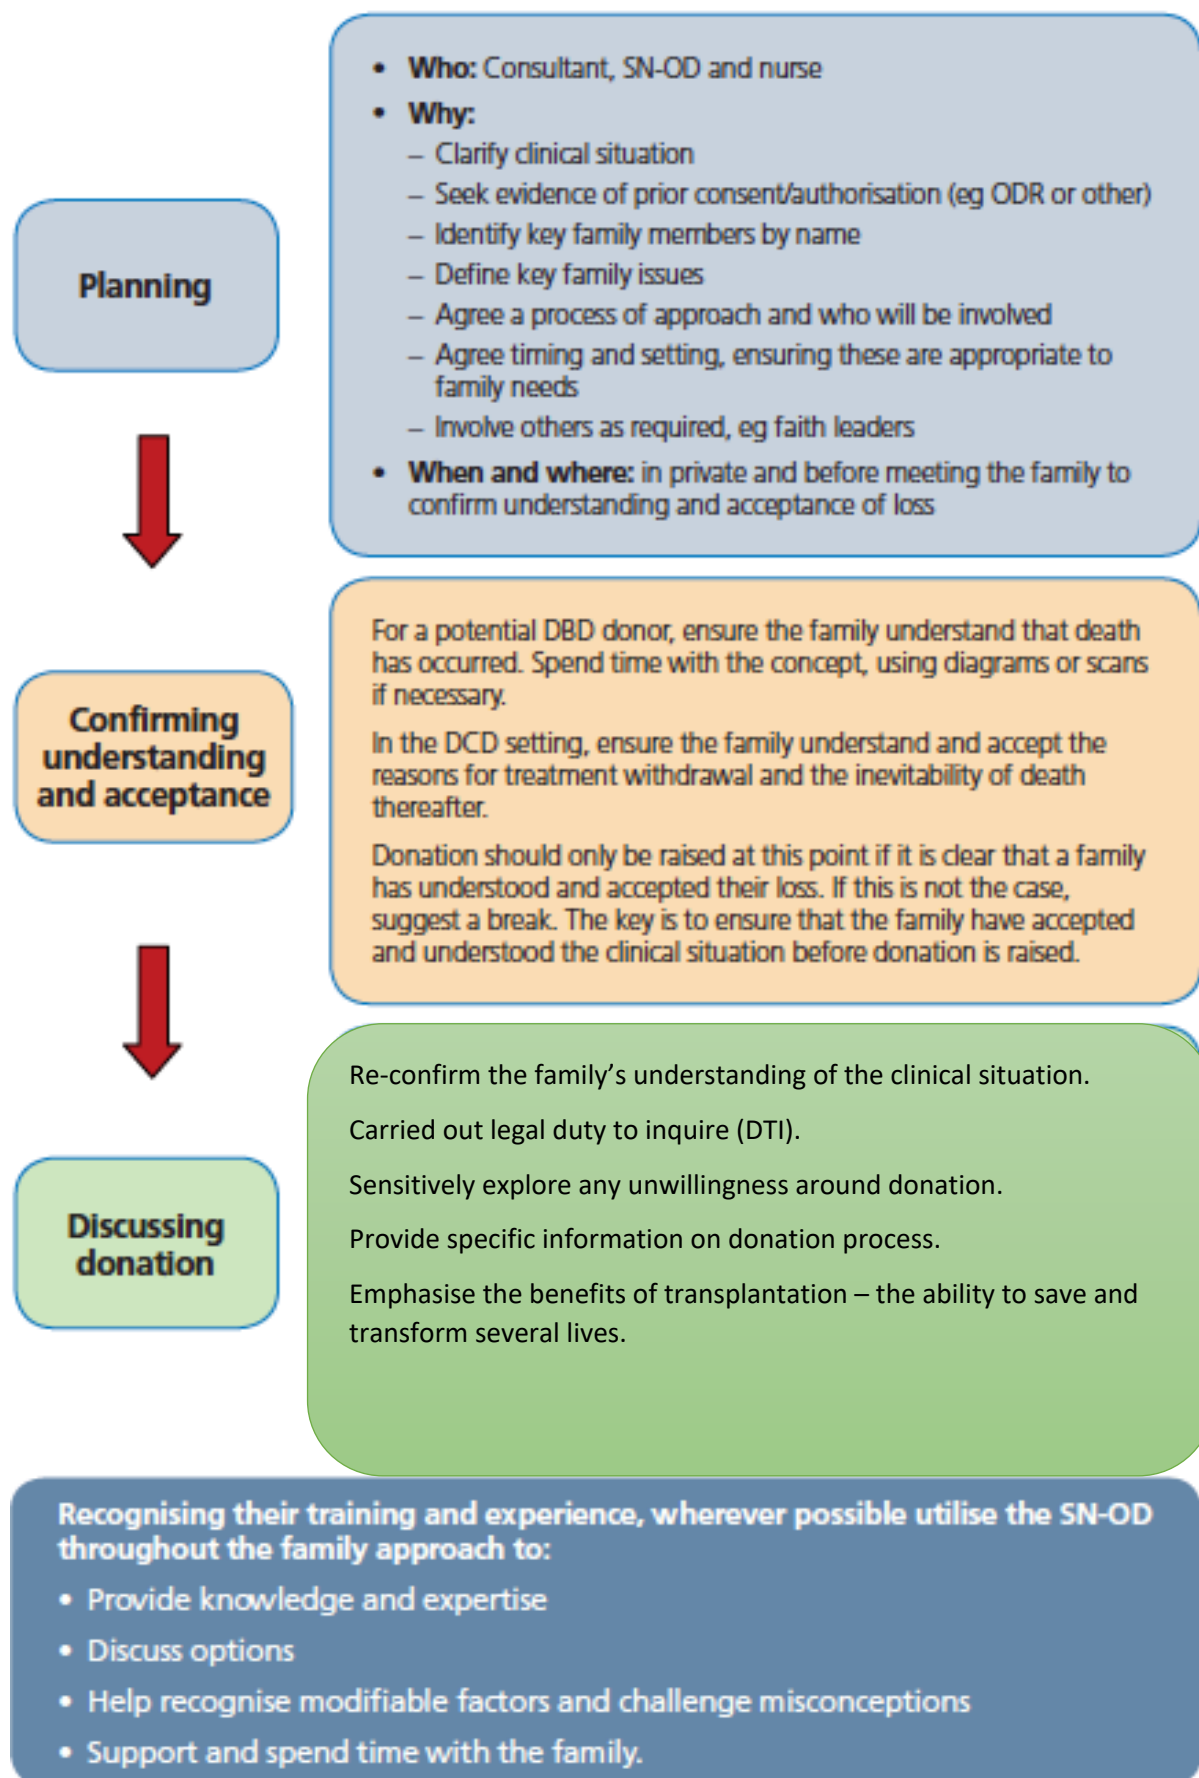 • Who: Consultant, SN-OD and nurse
• Why:
– Clarify clinical situation
– Seek evidence of prior consent/authorisation (eg ODR or other)
– Identify key family members by name
– Define key family issues
– Agree a process of approach and who will be involved
– Agree timing and setting, ensuring these are appropriate to
family needs
– Involve others as required, eg faith leaders
• When and where: in private and before meeting the family to
confirm understanding and acceptance of loss
Planning
For a potential DBD donor, ensure the family understand that death
has occurred. Spend time with the concept, using diagrams or scans
if necessary.
In the DCD setting, ensure the family understand and accept the
reasons for treatment withdrawal and the inevitability of death
thereafter.
Donation should only be raised at this point if it is clear that a family
has understood and accepted their loss. If this is not the case,
suggest a break. The key is to ensure that the family have accepted
and understood the clinical situation before donation is raised.
Confirming
understanding
and acceptance
Re-confirm the family’s understanding of the clinical situation.
Carried out legal duty to inquire (DTI).
Sensitively explore any unwillingness around donation.
Provide specific information on donation process.
Emphasise the benefits of transplantation – the ability to save and
transform several lives.
Discussing
donation
Recognising their training and experience, wherever possible utilise the SN-OD
throughout the family approach to:
• Provide knowledge and expertise
• Discuss options
• Help recognise modifiable factors and challenge misconceptions
• Support and spend time with the family.